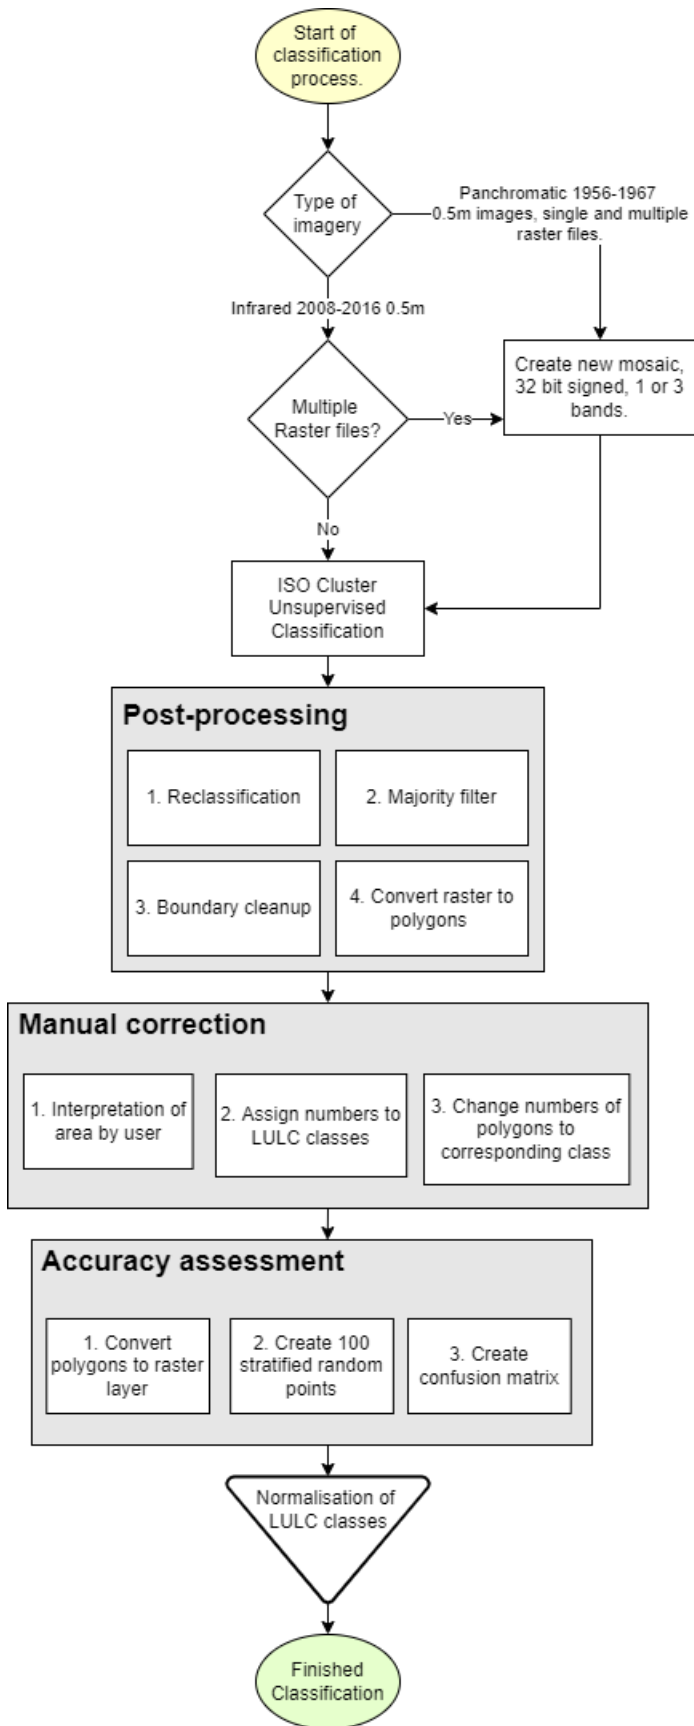 Start of
classification
process.
Type of
imagery
Panchromatic 1956-1967
0.5m images, single and multiple
raster files.
Infrared 2008-2016 0.5m
Create new mosaic,
32 bit signed, 1 or 3
bands.
Multiple
Raster files?
Yes
No
ISO Cluster
Unsupervised
Classification
Post-processing
1. Reclassification
2. Majority filter
3. Boundary cleanup
4. Convert raster to
polygons
Manual correction
1. Interpretation of
area by user
2. Assign numbers to
LULC classes
3. Change numbers of
polygons to
corresponding class
Accuracy assessment
1. Convert
polygons to raster
layer
2. Create 100
stratified random
points
3. Create
confusion matrix
Normalisation of
LULC classes
Finished
Classification